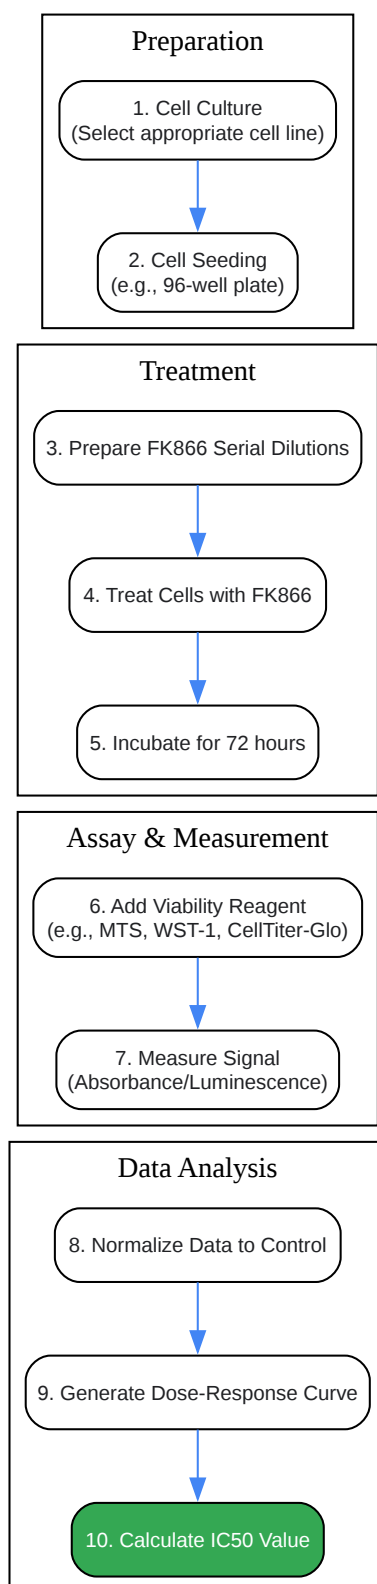 Preparation
1. Cell Culture
(Select appropriate cell line)
2. Cell Seeding
(e.g., 96-well plate)
Treatment
3. Prepare FK866 Serial Dilutions
4. Treat Cells with FK866
5. Incubate for 72 hours
Assay & Measurement
6. Add Viability Reagent
(e.g., MTS, WST-1, CellTiter-Glo)
7. Measure Signal
(Absorbance/Luminescence)
Data Analysis
8. Normalize Data to Control
9. Generate Dose-Response Curve
10. Calculate IC50 Value